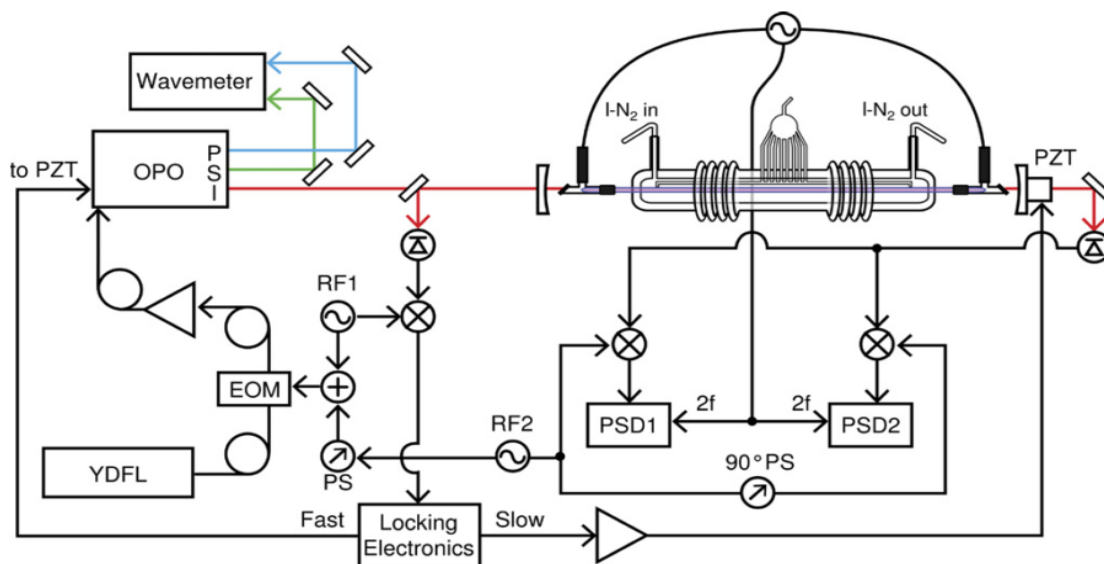 Wavemeter
l-N2 in
l-N2 out
PZT
to PZT
OPO
P
S
I
RF1
EOM
2f
2f
PSD1
PSD2
RF2
90°PS
YDFL
PS
Fast
Locking
Electronics
Slow